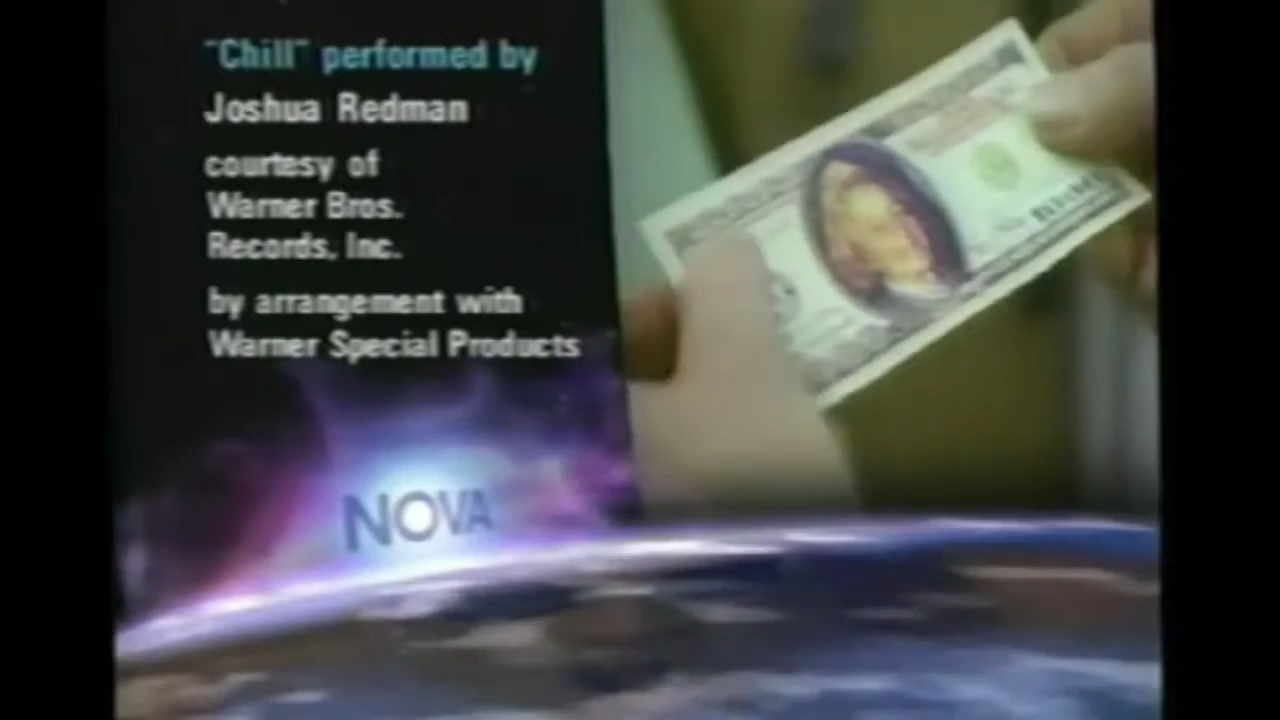 "Chill" performed by
Joshua Redman
courtesy of
Warner Bros.
Records, Inc.
by arrangement with
Warner Special Products
NOVA